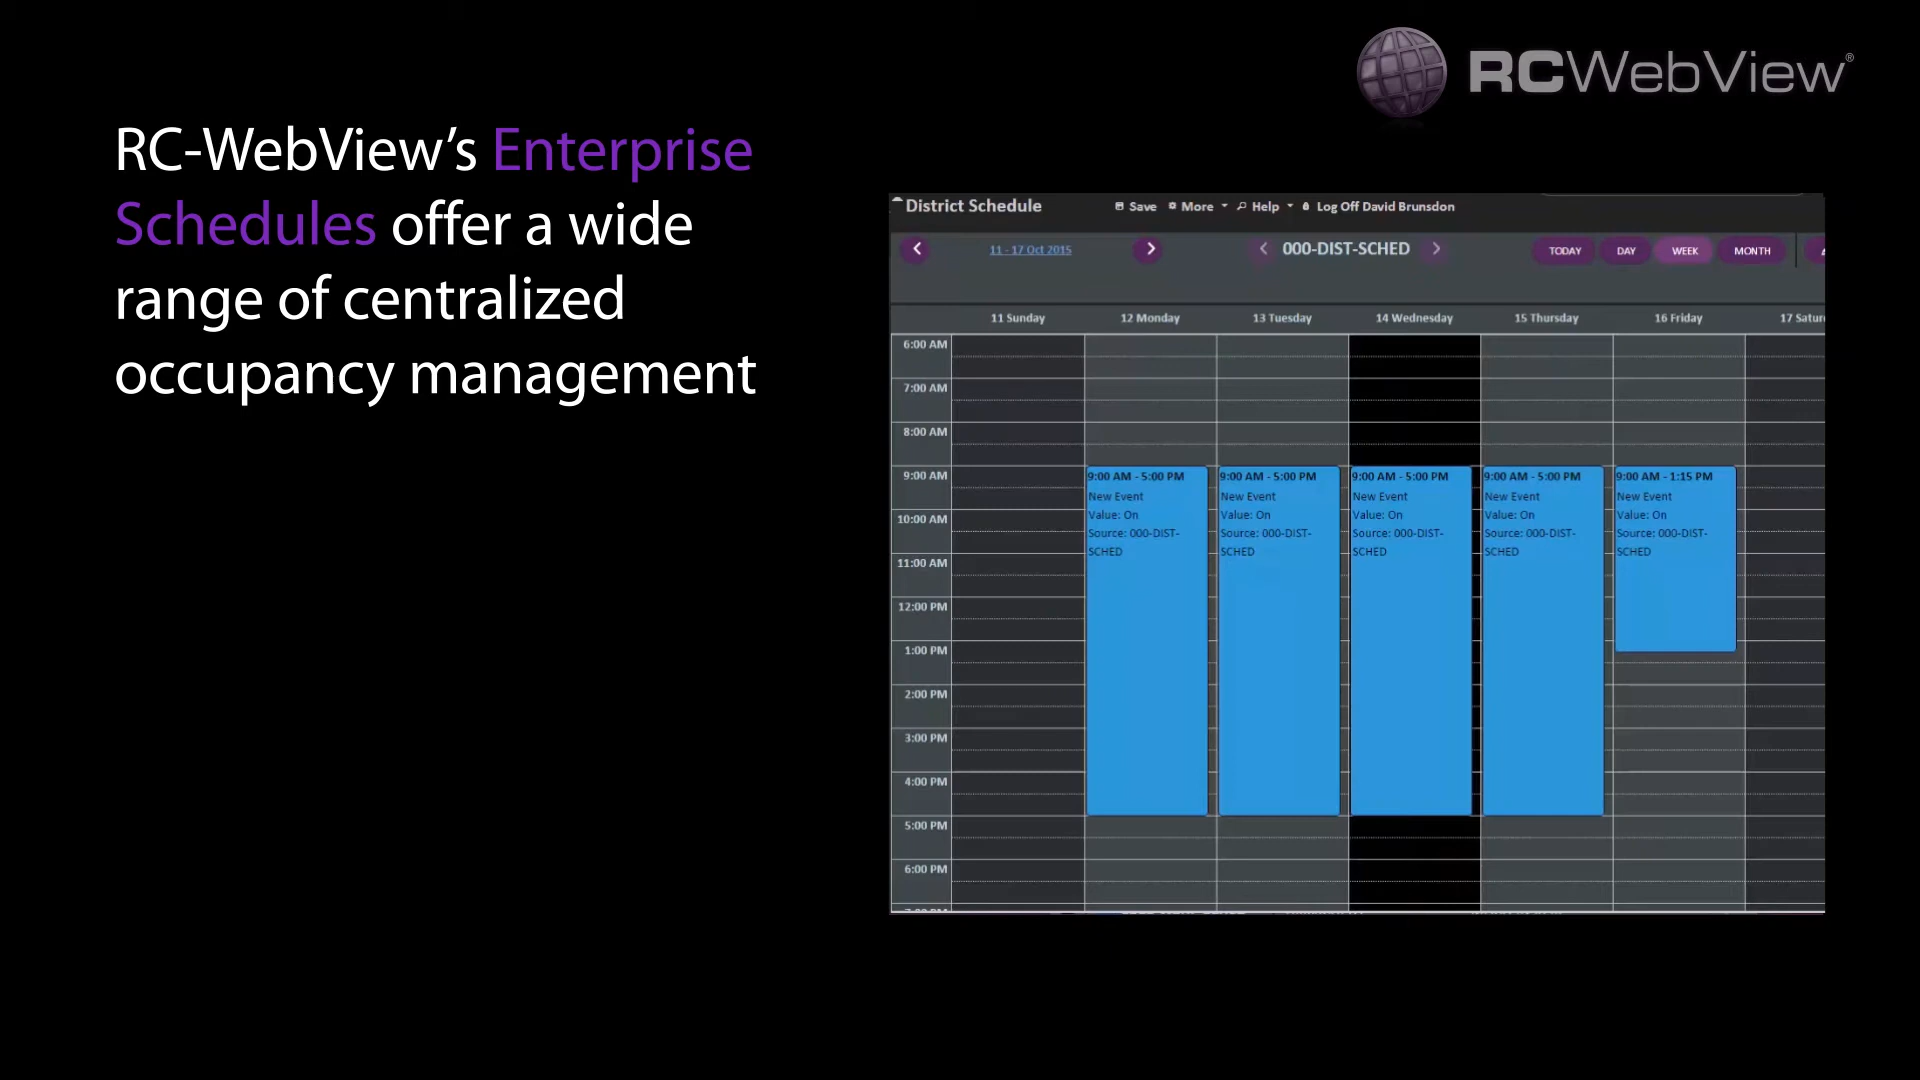 RCWebView®
RC-WebView's Enterprise
Schedules offer a wide
range of centralized
occupancy management
District Schedule
Save More Help Log Off David Brunsdon
11 - 17 Oct 2015
000-DIST-SCHED
TODAY DAY WEEK MONTH
11 Sunday 12 Monday 13 Tuesday 14 Wednesday 15 Thursday 16 Friday 17 Satur
6:00 AM
7:00 AM
8:00 AM
9:00 AM
10:00 AM
11:00 AM
12:00 PM
1:00 PM
2:00 PM
3:00 PM
4:00 PM
5:00 PM
6:00 PM
9:00 AM - 5:00 PM
New Event
Value: On
Source: 000-DIST-
SCHED
9:00 AM - 5:00 PM
New Event
Value: On
Source: 000-DIST-
SCHED
9:00 AM - 5:00 PM
New Event
Value: On
Source: 000-DIST-
SCHED
9:00 AM - 5:00 PM
New Event
Value: On
Source: 000-DIST-
SCHED
9:00 AM - 1:15 PM
New Event
Value: On
Source: 000-DIST-
SCHED